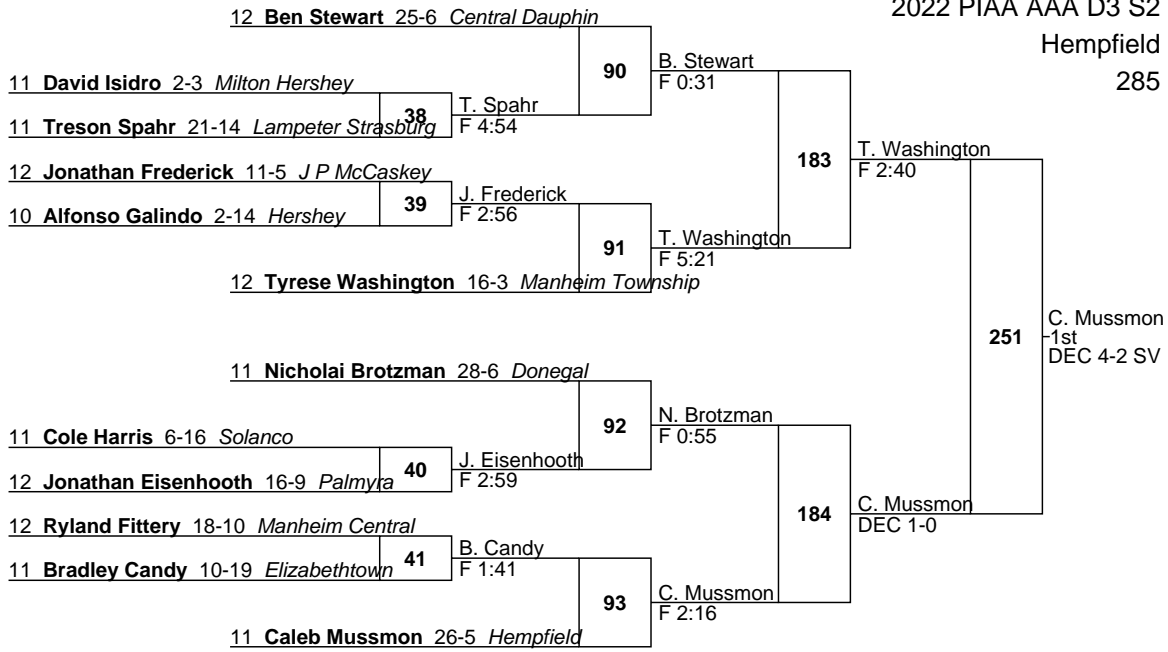 2022 PIAA AAA D3 S2
Hempfield
285
12 Ben Stewart 25-6 Central Dauphin
90
B. Stewart
F 0:31
11 David Isidro 2-3 Milton Hershey
38
T. Spahr
F 4:54
11 Treson Spahr 21-14 Lampeter Strasburg
183
T. Washington
F 2:40
12 Jonathan Frederick 11-5 J P McCaskey
39
J. Frederick
F 2:56
10 Alfonso Galindo 2-14 Hershey
91
T. Washington
F 5:21
12 Tyrese Washington 16-3 Manheim Township
251
C. Mussmon
1st
DEC 4-2 SV
11 Nicholai Brotzman 28-6 Donegal
92
N. Brotzman
F 0:55
11 Cole Harris 6-16 Solanco
40
J. Eisenhooth
F 2:59
12 Jonathan Eisenhooth 16-9 Palmyra
184
C. Mussmon
DEC 1-0
12 Ryland Fittery 18-10 Manheim Central
41
B. Candy
F 1:41
11 Bradley Candy 10-19 Elizabethtown
93
C. Mussmon
F 2:16
11 Caleb Mussmon 26-5 Hempfield